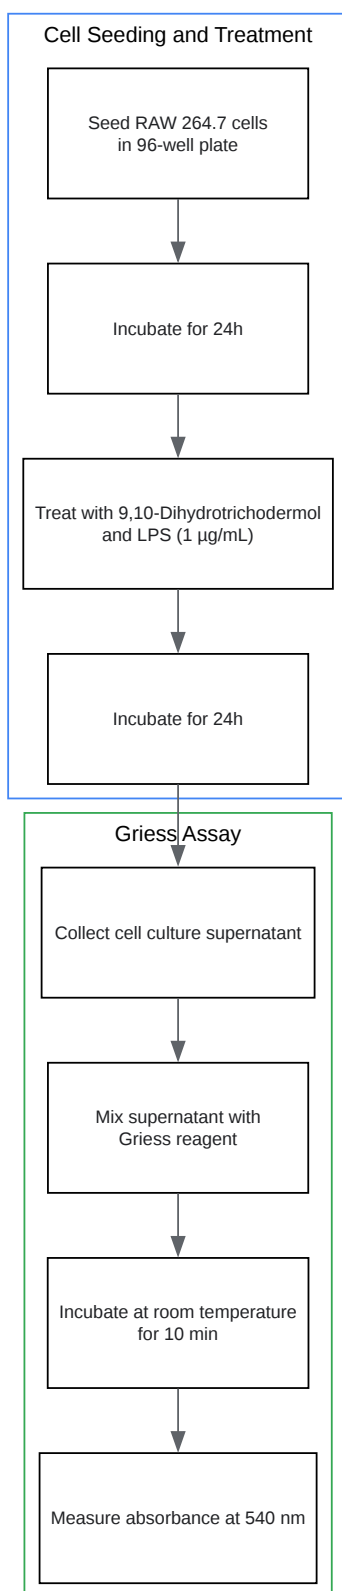 Cell Seeding and Treatment
Seed RAW 264.7 cells
in 96-well plate
Incubate for 24h
Treat with 9,10-Dihydrotrichodermol
and LPS (1 µg/mL)
Incubate for 24h
Griess Assay
Collect cell culture supernatant
Mix supernatant with
Griess reagent
Incubate at room temperature
for 10 min
Measure absorbance at 540 nm